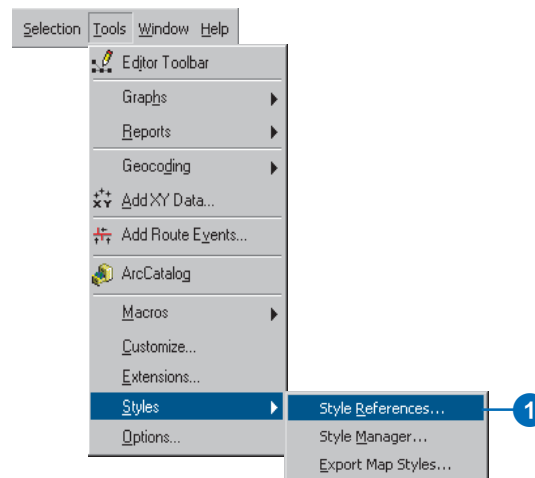 Selection Tools Window Help
Editor Toolbar
Graphs
Reports
Geocoding
Add XY Data...
Add Route Events...
ArcCatalog
Macros
Customize...
Extensions...
Styles
Style References...
1
Style Manager...
Options...
Export Map Styles...